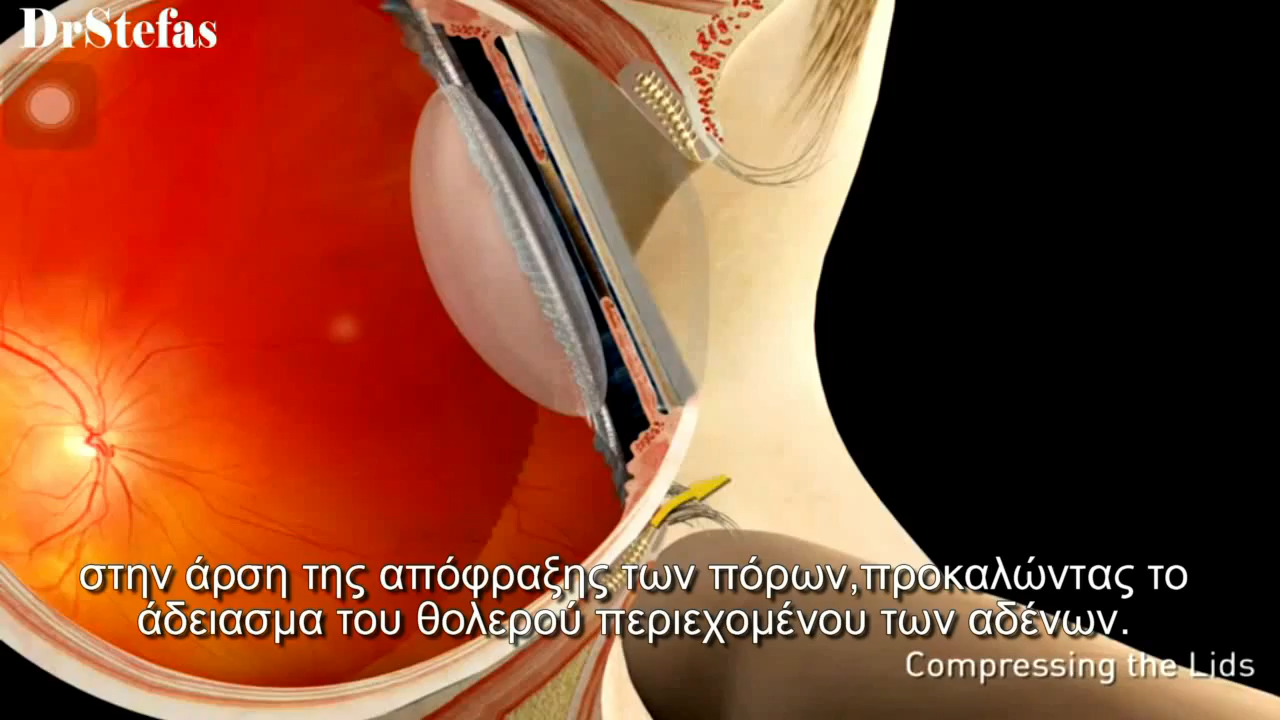 DrStefas
στην άρση της απόφραξης των πόρων,προκαλώντας το
άδειασμα του θολερού περιεχομένου των αδένων.
Compressing the Lids